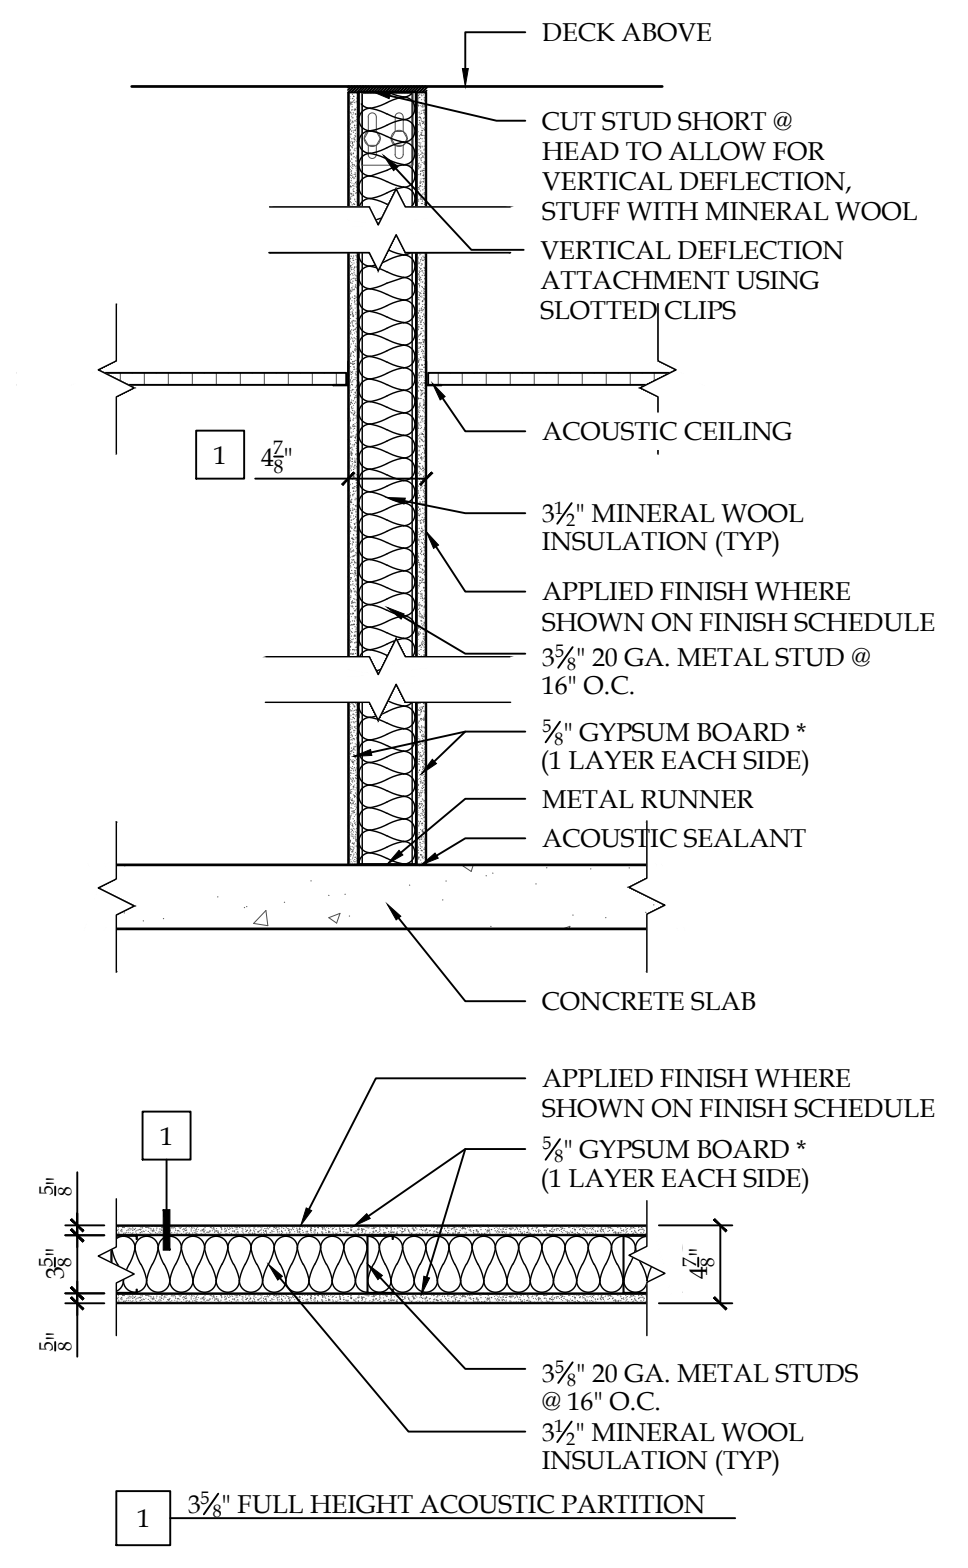 DECK ABOVE
CUT STUD SHORT @
HEAD TO ALLOW FOR
VERTICAL DEFLECTION,
STUFF WITH MINERAL WOOL
VERTICAL DEFLECTION
ATTACHMENT USING
SLOTTED CLIPS
ACOUSTIC CEILING
1
4⅞"
3½" MINERAL WOOL
INSULATION (TYP)
APPLIED FINISH WHERE
SHOWN ON FINISH SCHEDULE
3⅝" 20 GA. METAL STUD @
16" O.C.
⅝" GYPSUM BOARD *
(1 LAYER EACH SIDE)
METAL RUNNER
ACOUSTIC SEALANT
CONCRETE SLAB
APPLIED FINISH WHERE
SHOWN ON FINISH SCHEDULE
1
⅝" GYPSUM BOARD *
(1 LAYER EACH SIDE)
⅝"
3⅝"
4⅞"
⅝"
3⅝" 20 GA. METAL STUDS
@ 16" O.C.
3½" MINERAL WOOL
INSULATION (TYP)
1
3⅝" FULL HEIGHT ACOUSTIC PARTITION